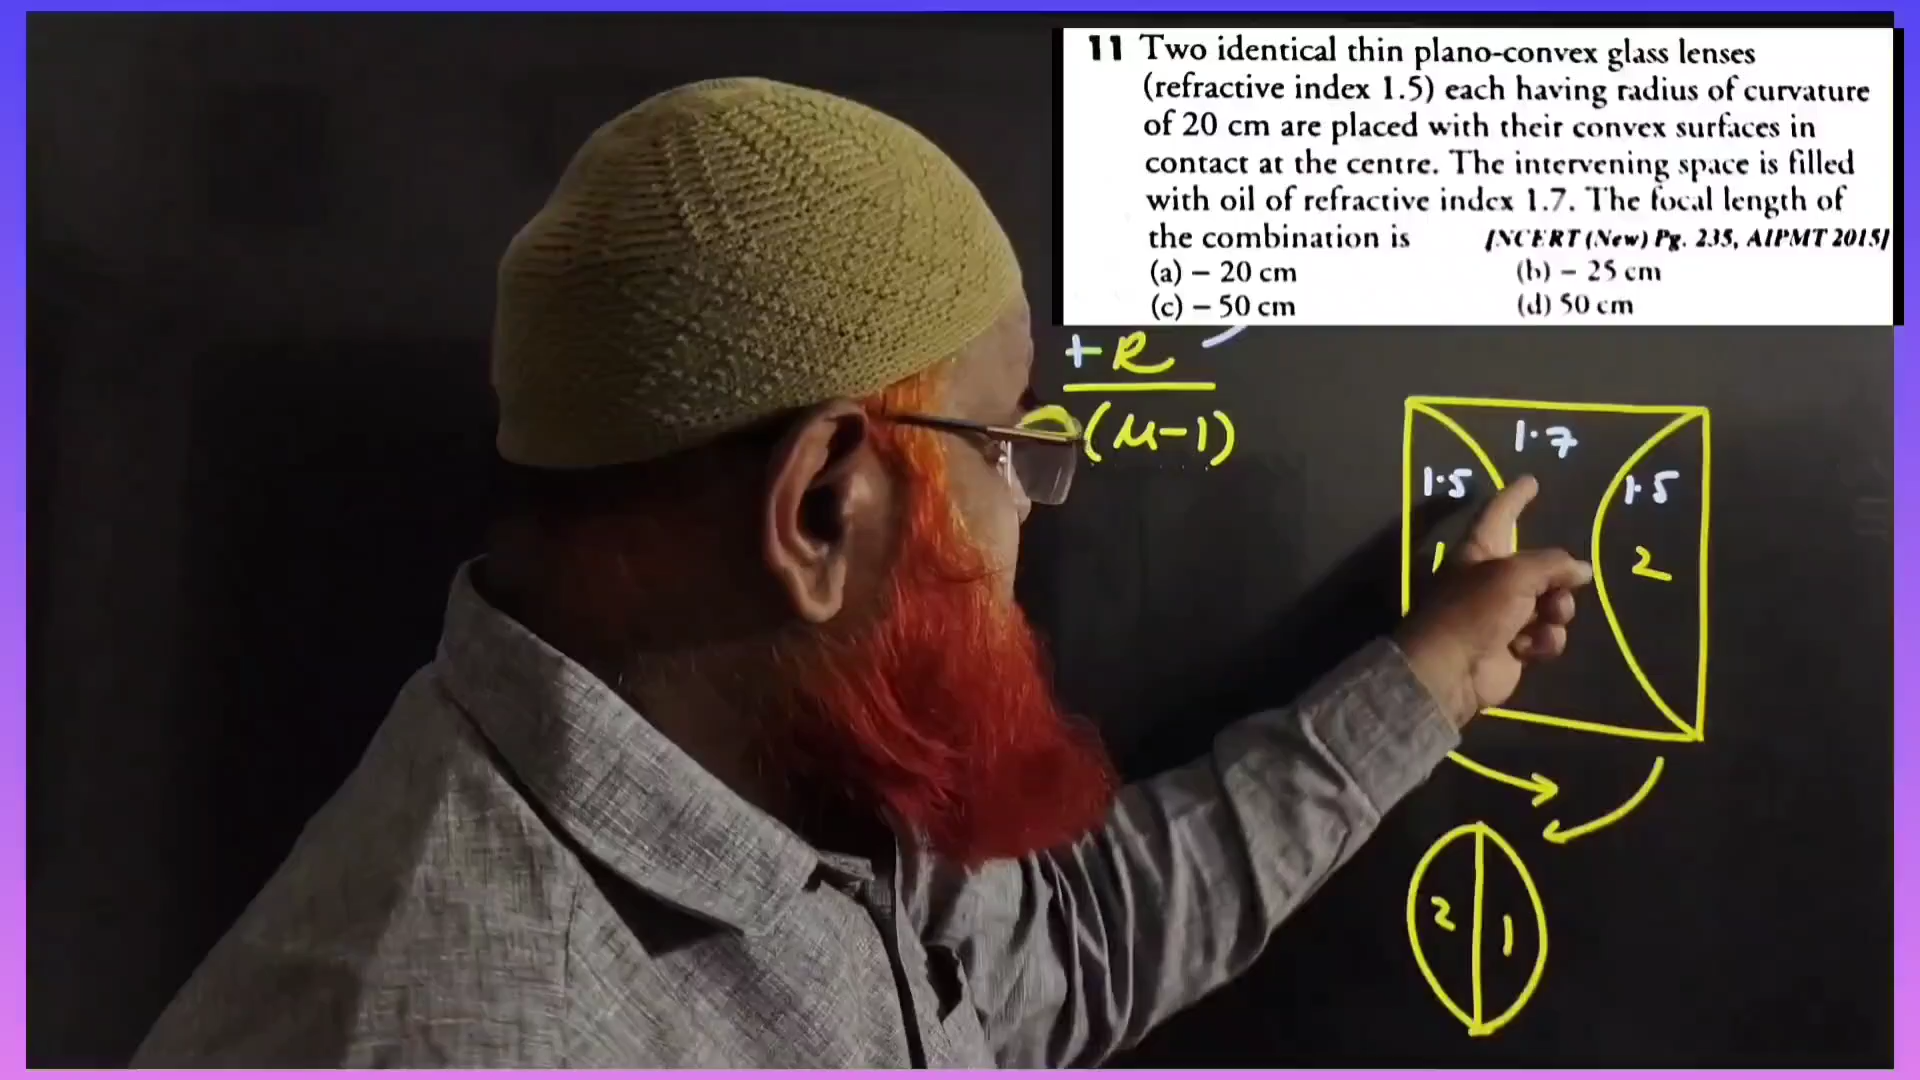 11 Two identical thin plano-convex glass lenses
(refractive index 1.5) each having radius of curvature
of 20 cm are placed with their convex surfaces in
contact at the centre. The intervening space is filled
with oil of refractive index 1.7. The focal length of
the combination is [NCERT (New) Pg. 235, AIPMT 2015]
(a) – 20 cm (b) – 25 cm
(c) – 50 cm (d) 50 cm
+R
(μ-1)
1.7
1.5 1.5
1 2
2 1